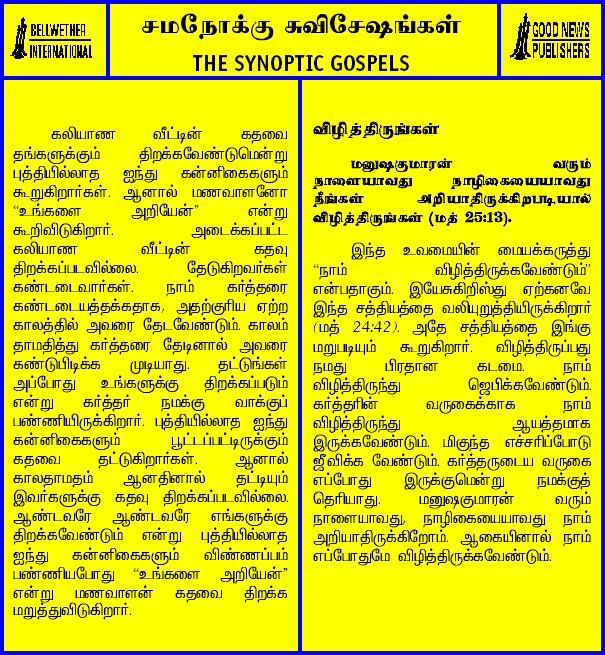 BELLWETHER
INTERNATIONAL
சமநோக்கு சுவிசேஷங்கள்
THE SYNOPTIC GOSPELS
GOOD NEWS
PUBLISHERS
கலியாண வீட்டின் கதவை
தங்களுக்கும் திறக்கவேண்டுமென்று
புத்தியில்லாத ஐந்து கன்னிகைகளும்
கூறுகிறார்கள். ஆனால் மணவாளனோ
“உங்களை அறியேன்” என்று
கூறிவிடுகிறார். அடைக்கப்பட்ட
கலியாண வீட்டின் கதவு
திறக்கப்படவில்லை. தேடுகிறவர்கள்
கண்டடைவார்கள். நாம் கர்த்தரை
கண்டடையத்தக்கதாக, அதற்குரிய ஏற்ற
காலத்தில் அவரை தேடவேண்டும். காலம்
தாமதித்து கர்த்தரை தேடினால் அவரை
கண்டுபிடிக்க முடியாது. தட்டுங்கள்
அப்போது உங்களுக்கு திறக்கப்படும்
என்று கர்த்தர் நமக்கு வாக்குப்
பண்ணியிருக்கிறார். புத்தியில்லாத ஐந்து
கன்னிகைகளும் பூட்டப்பட்டிருக்கும்
கதவை தட்டுகிறார்கள். ஆனால்
காலதாமதம் ஆனதினால் தட்டியும்
இவர்களுக்கு கதவு திறக்கப்படவில்லை.
ஆண்டவரே ஆண்டவரே எங்களுக்கு
திறக்கவேண்டும் என்று புத்தியில்லாத
ஐந்து கன்னிகைகளும் விண்ணப்பம்
பண்ணியபோது “உங்களை அறியேன்”
என்று மணவாளன் கதவை திறக்க
மறுத்துவிடுகிறார்.
விழித்திருங்கள்
மனுஷகுமாரன் வரும்
நாளையாவது நாழிகையையாவது
நீங்கள் அறியாதிருக்கிறபடியால்
விழித்திருங்கள் (மத் 25:13).
இந்த உவமையின் மையக்கருத்து
“நாம் விழித்திருக்கவேண்டும்”
என்பதாகும். இயேசுகிறிஸ்து ஏற்கனவே
இந்த சத்தியத்தை வலியுறுத்தியிருக்கிறார்
(மத் 24:42). அதே சத்தியத்தை இங்கு
மறுபடியும் கூறுகிறார். விழித்திருப்பது
நமது பிரதான கடமை. நாம்
விழித்திருந்து ஜெபிக்கவேண்டும்.
கர்த்தரின் வருகைக்காக நாம்
விழித்திருந்து ஆயத்தமாக
இருக்கவேண்டும். மிகுந்த எச்சரிப்போடு
ஜீவிக்க வேண்டும். கர்த்தருடைய வருகை
எப்போது இருக்குமென்று நமக்குத்
தெரியாது. மனுஷகுமாரன் வரும்
நாளையாவது, நாழிகையையாவது நாம்
அறியாதிருக்கிறோம். ஆகையினால் நாம்
எப்போதுமே விழித்திருக்கவேண்டும்.